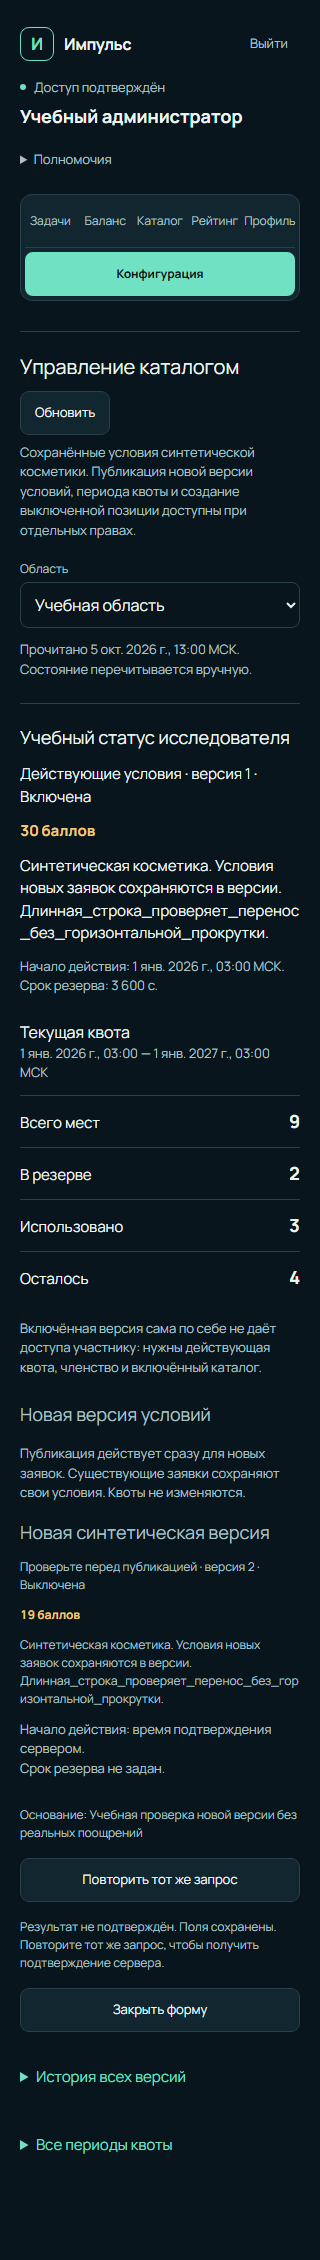 И Импульс Выйти
Доступ подтверждён
Учебный администратор
Полномочия
Задачи Баланс Каталог Рейтинг Профиль
Конфигурация
Управление каталогом
Обновить
Сохранённые условия синтетической
косметики. Публикация новой версии
условий, периода квоты и создание
выключенной позиции доступны при
отдельных правах.
Область
Учебная область
Прочитано 5 окт. 2026 г., 13:00 МСК.
Состояние перечитывается вручную.
Учебный статус исследователя
Действующие условия · версия 1 ·
Включена
30 баллов
Синтетическая косметика. Условия
новых заявок сохраняются в версии.
Длинная_строка_проверяет_перенос
_без_горизонтальной_прокрутки.
Начало действия: 1 янв. 2026 г., 03:00 МСК.
Срок резерва: 3 600 с.
Текущая квота
1 янв. 2026 г., 03:00 — 1 янв. 2027 г., 03:00
МСК
Всего мест 9
В резерве 2
Использовано 3
Осталось 4
Включённая версия сама по себе не даёт
доступа участнику: нужны действующая
квота, членство и включённый каталог.
Новая версия условий
Публикация действует сразу для новых
заявок. Существующие заявки сохраняют
свои условия. Квоты не изменяются.
Новая синтетическая версия
Проверьте перед публикацией · версия 2 ·
Выключена
19 баллов
Синтетическая косметика. Условия новых
заявок сохраняются в версии.
Длинная_строка_проверяет_перенос_без_гор
изонтальной_прокрутки.
Начало действия: время подтверждения
сервером.
Срок резерва не задан.
Основание: Учебная проверка новой версии без
реальных поощрений
Повторить тот же запрос
Результат не подтверждён. Поля сохранены.
Повторите тот же запрос, чтобы получить
подтверждение сервера.
Закрыть форму
История всех версий
Все периоды квоты